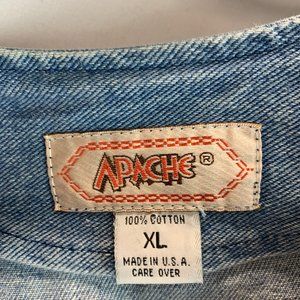 APACHE®
100% COTTON
XL
MADE IN U.S.A.
CARE OVER